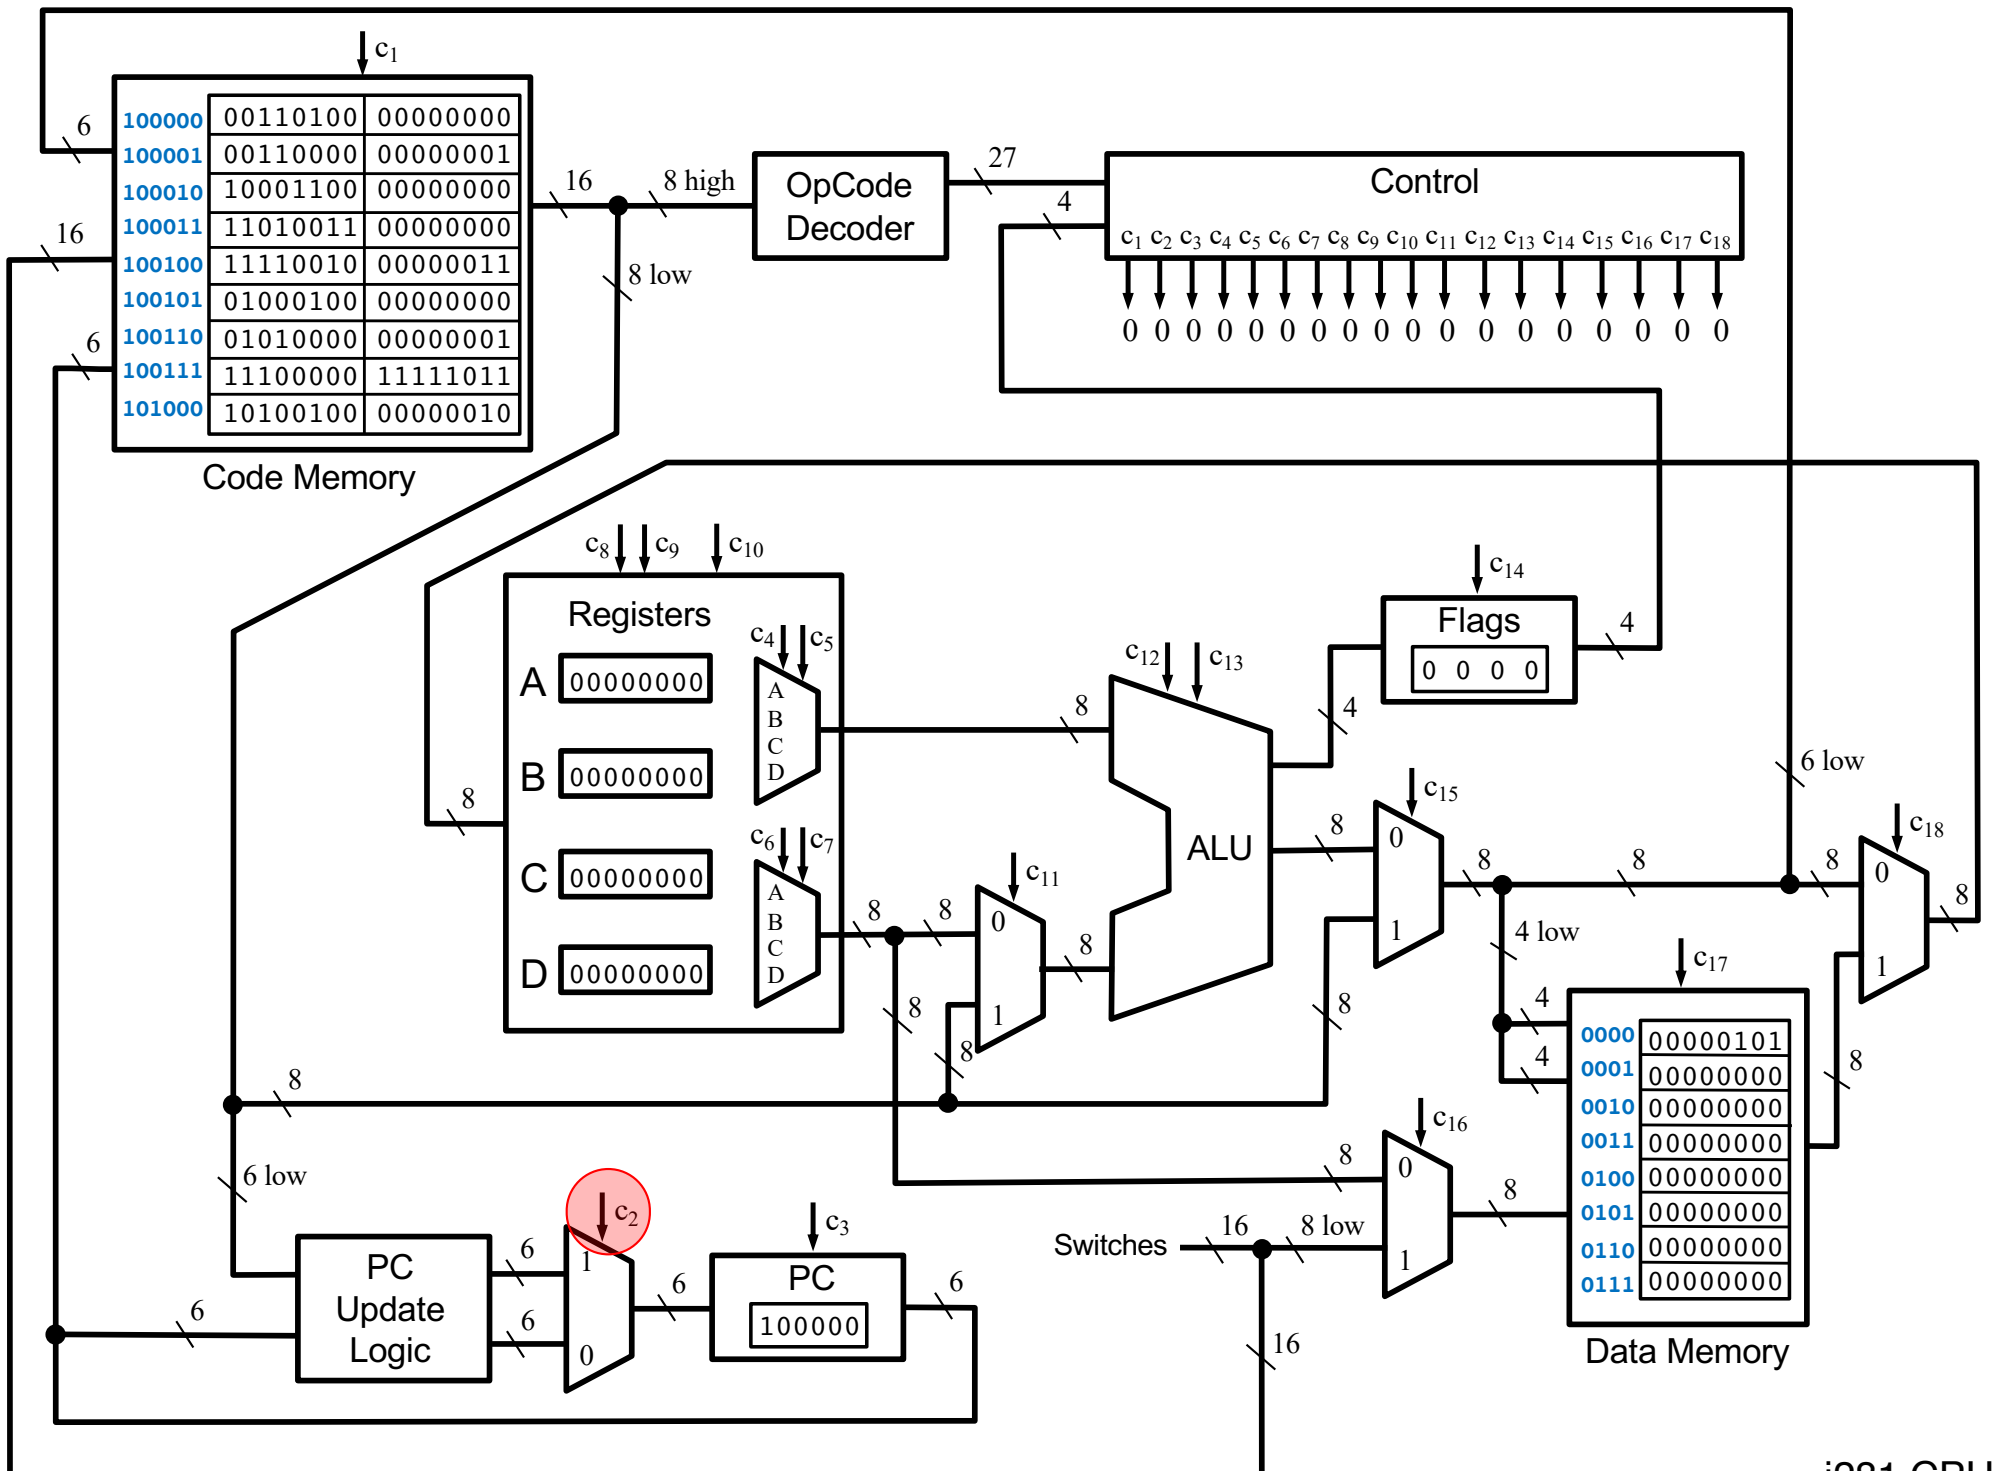 c1
100000 00110100 00000000
100001 00110000 00000001
100010 10001100 00000000
100011 11010011 00000000
100100 11110010 00000011
100101 01000100 00000000
100110 01010000 00000001
100111 11100000 11111011
101000 10100100 00000010
Code Memory
6
16
6
16
8 high
8 low
OpCode
Decoder
27
4
Control
c1 c2 c3 c4 c5 c6 c7 c8 c9 c10 c11 c12 c13 c14 c15 c16 c17 c18
0 0 0 0 0 0 0 0 0 0 0 0 0 0 0 0 0 0
c8 c9 c10
Registers
A 00000000
B 00000000
C 00000000
D 00000000
8
c4 c5
A
B
C
D
c6 c7
A
B
C
D
8
8
8
8
c11
0
1
8
8
c12 c13
ALU
c14
Flags
0 0 0 0
4
4
8
c15
0
1
8
8
8
4 low
6 low
8
c18
0
1
8
4
4
c17
0000 00000101
0001 00000000
0010 00000000
0011 00000000
0100 00000000
0101 00000000
0110 00000000
0111 00000000
Data Memory
8
8
c16
0
1
8
8
Switches
16
8 low
16
6 low
6
PC
Update
Logic
6
6
c2
1
0
6
c3
PC
100000
6